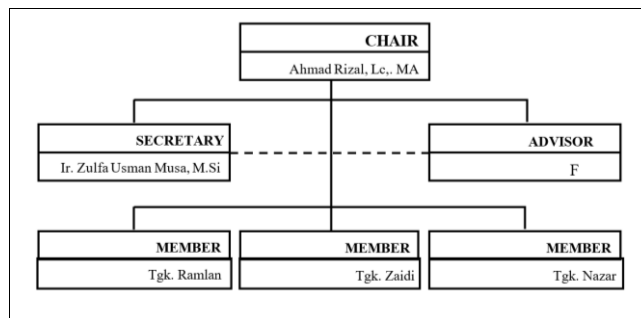 CHAIR
Ahmad Rizal, Lc,. MA
SECRETARY
ADVISOR
Ir. Zulfa Usman Musa, M.Si
F
MEMBER
MEMBER
MEMBER
Tgk. Ramlan
Tgk. Zaidi
Tgk. Nazar